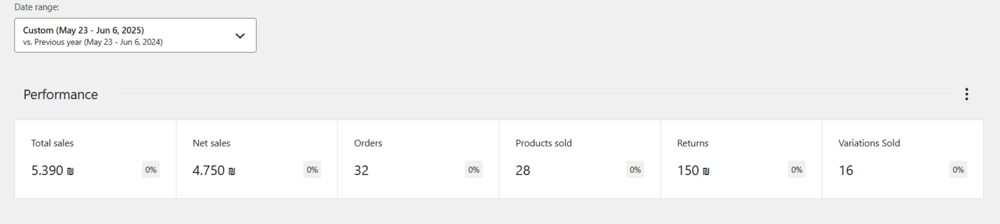 Date range:
Custom (May 23 - Jun 6, 2025)
vs. Previous year (May 23 - Jun 6, 2024)
Performance
Total sales
5.390 ₪
0%
Net sales
4.750 ₪
0%
Orders
32
0%
Products sold
28
0%
Returns
150 ₪
0%
Variations Sold
16
0%